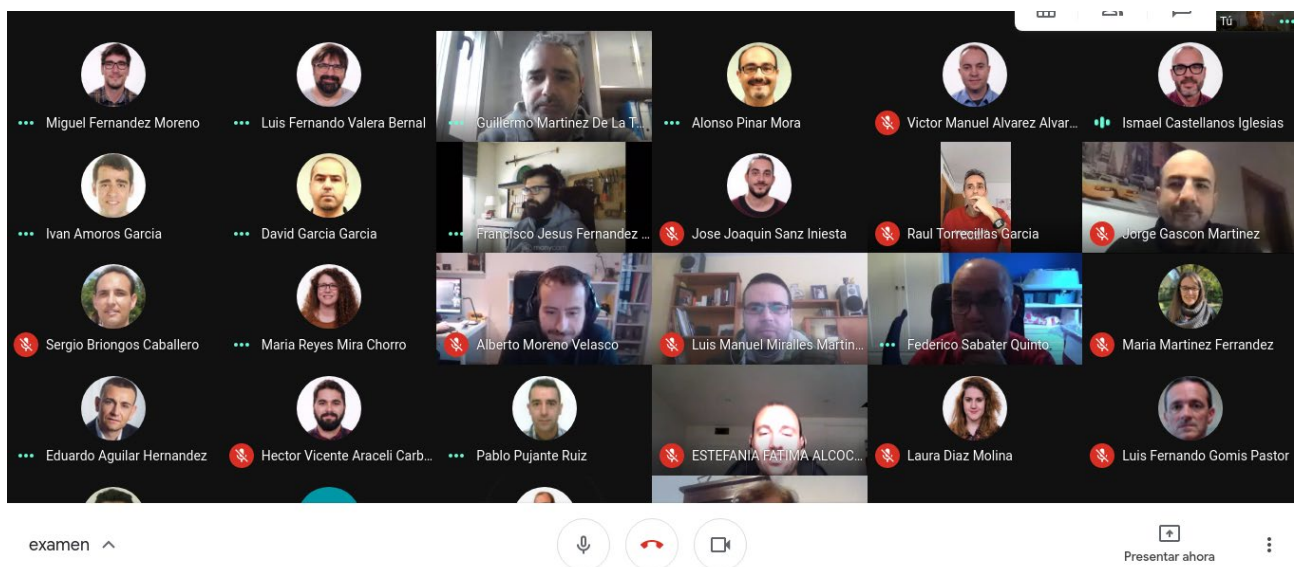 Tú
Miguel Fernandez Moreno
Luis Fernando Valera Bernal
Guillermo Martinez De La T...
Alonso Pinar Mora
Victor Manuel Alvarez Alvar...
Ismael Castellanos Iglesias
Ivan Amoros Garcia
David Garcia Garcia
Francisco Jesus Fernandez ...
Jose Joaquin Sanz Iniesta
Raul Torrecillas Garcia
Jorge Gascon Martinez
Sergio Briongos Caballero
Maria Reyes Mira Chorro
Alberto Moreno Velasco
Luis Manuel Miralles Martin...
Federico Sabater Quinto
Maria Martinez Ferrandez
Eduardo Aguilar Hernandez
Hector Vicente Araceli Carb...
Pablo Pujante Ruiz
ESTEFANIA FATIMA ALCOC...
Laura Diaz Molina
Luis Fernando Gomis Pastor
examen
Presentar ahora